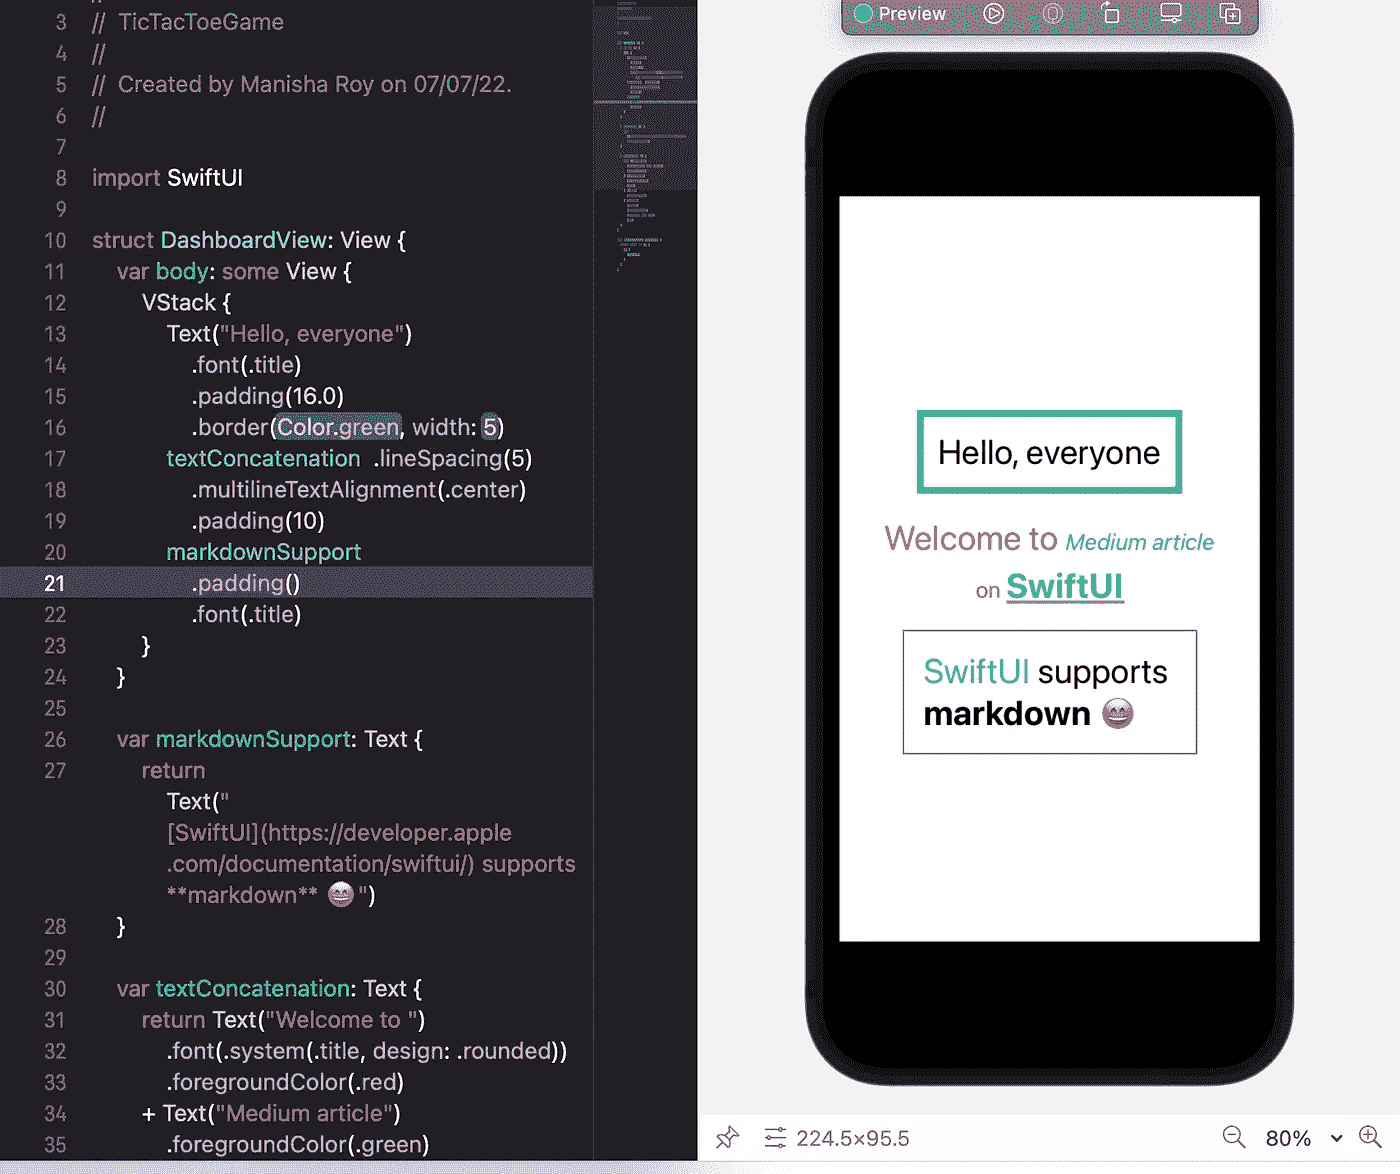 3 // TicTacToeGame
4 //
5 // Created by Manisha Roy on 07/07/22.
6 //
7
8 import SwiftUI
9
10 struct DashboardView: View {
11 var body: some View {
12 VStack {
13 Text("Hello, everyone")
14 .font(.title)
15 .padding(16.0)
16 .border(Color.green, width: 5)
17 textConcatenation .lineSpacing(5)
18 .multilineTextAlignment(.center)
19 .padding(10)
20 markdownSupport
21 .padding()
22 .font(.title)
23 }
24 }
25
26 var markdownSupport: Text {
27 return
Text("
[SwiftUI](https://developer.apple
.com/documentation/swiftui/) supports
**markdown** 😁 ")
28 }
29
30 var textConcatenation: Text {
31 return Text("Welcome to ")
32 .font(.system(.title, design: .rounded))
33 .foregroundColor(.red)
34 + Text("Medium article")
35 .foregroundColor(.green)
Preview
Hello, everyone
Welcome to Medium article
on SwiftUI
SwiftUI supports
markdown 😁
224.5×95.5
80%